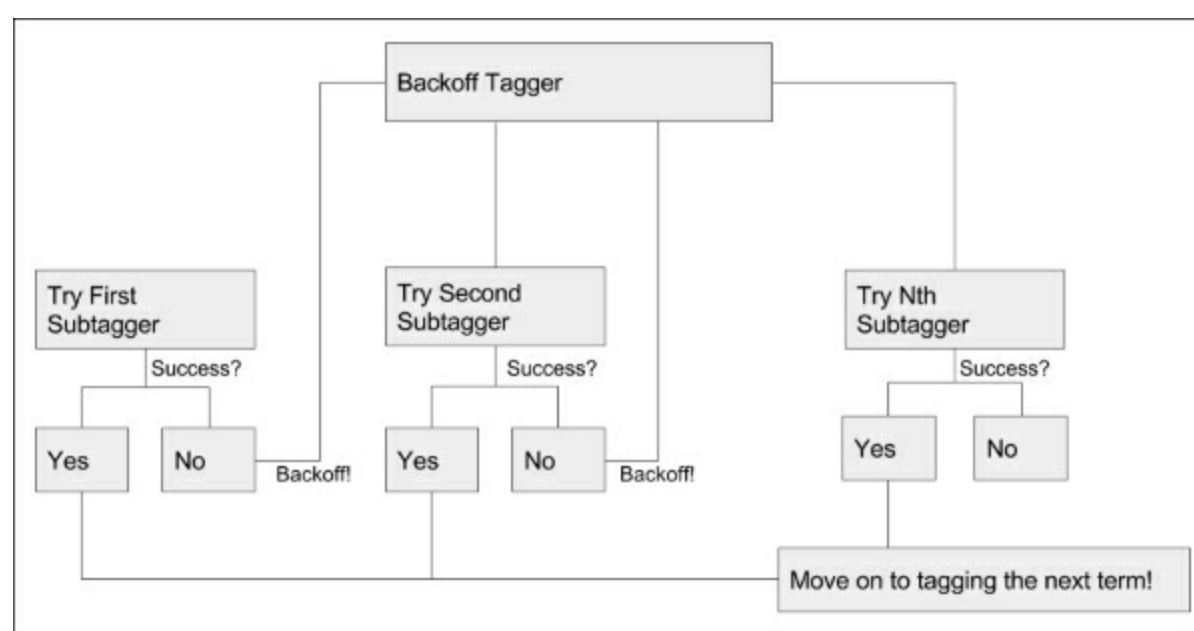 Backoff Tagger
Try First
Subtagger
Success?
Yes
No
Backoff!
Try Second
Subtagger
Success?
Yes
No
Backoff!
Try Nth
Subtagger
Success?
Yes
No
Move on to tagging the next term!